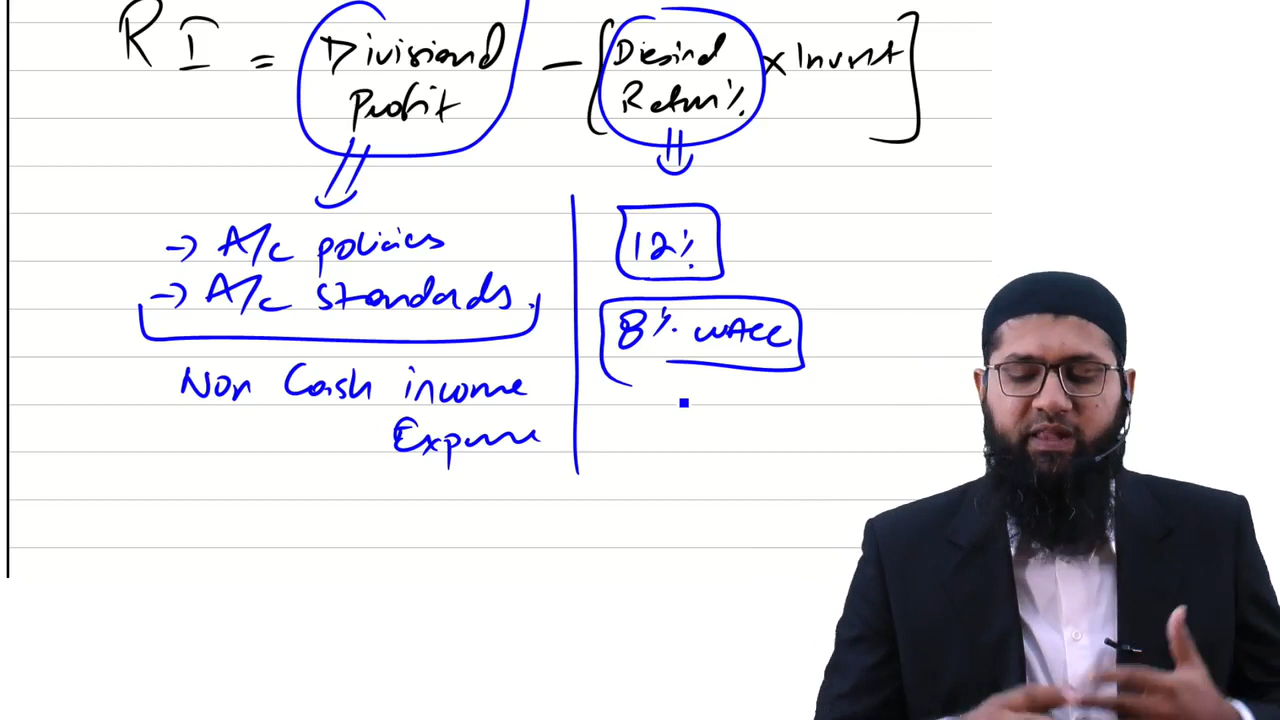 RI = Divisional Profit − [Desired Return % × Invest]
→ A/c policies
→ A/c standards.
Non Cash income
Expense
12%
8% WACC